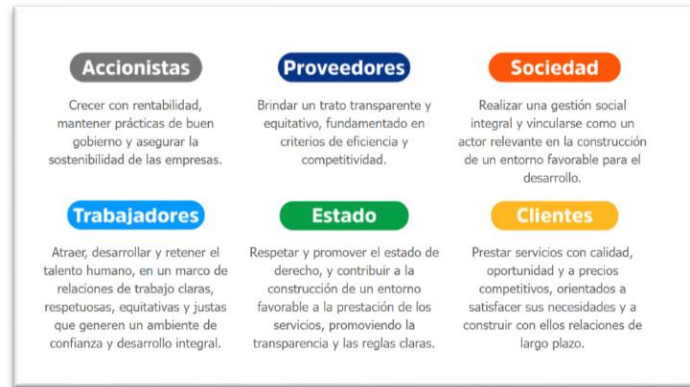 Accionistas
Crecer con rentabilidad,
mantener prácticas de buen
gobierno y asegurar la
sostenibilidad de las empresas.
Proveedores
Brindar un trato transparente y
equitativo, fundamentado en
criterios de eficiencia y
competitividad.
Sociedad
Realizar una gestión social
integral y vincularse como un
actor relevante en la construcción
de un entorno favorable para el
desarrollo.
Trabajadores
Atraer, desarrollar y retener el
talento humano, en un marco de
relaciones de trabajo claras,
respetuosas, equitativas y justas
que generen un ambiente de
confianza y desarrollo integral.
Estado
Respetar y promover el estado de
derecho, y contribuir a la
construcción de un entorno
favorable a la prestación de los
servicios, promoviendo la
transparencia y las reglas claras.
Clientes
Prestar servicios con calidad,
oportunidad y a precios
competitivos, orientados a
satisfacer sus necesidades y a
construir con ellos relaciones de
largo plazo.